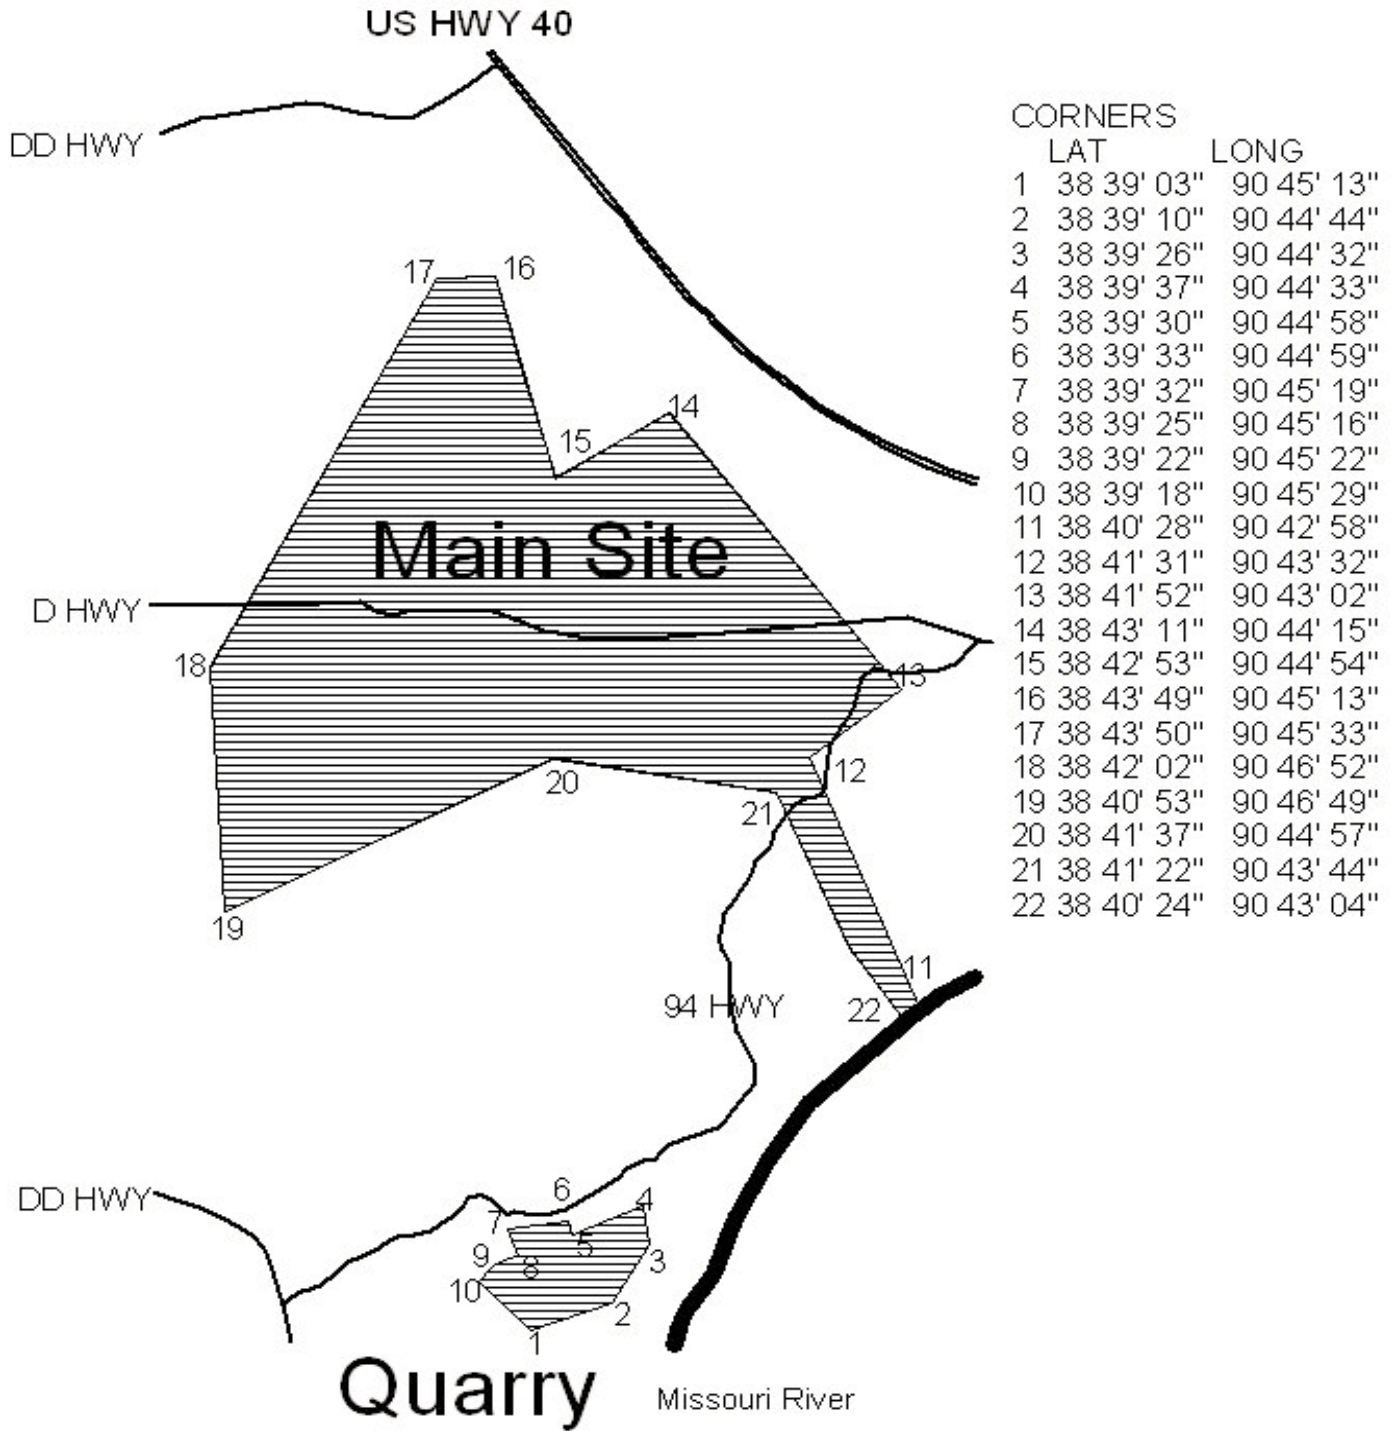 US HWY 40
DD HWY
CORNERS
LAT LONG
1 38 39' 03" 90 45' 13"
2 38 39' 10" 90 44' 44"
3 38 39' 26" 90 44' 32"
4 38 39' 37" 90 44' 33"
5 38 39' 30" 90 44' 58"
6 38 39' 33" 90 44' 59"
7 38 39' 32" 90 45' 19"
8 38 39' 25" 90 45' 16"
9 38 39' 22" 90 45' 22"
10 38 39' 18" 90 45' 29"
11 38 40' 28" 90 42' 58"
12 38 41' 31" 90 43' 32"
13 38 41' 52" 90 43' 02"
14 38 43' 11" 90 44' 15"
15 38 42' 53" 90 44' 54"
16 38 43' 49" 90 45' 13"
17 38 43' 50" 90 45' 33"
18 38 42' 02" 90 46' 52"
19 38 40' 53" 90 46' 49"
20 38 41' 37" 90 44' 57"
21 38 41' 22" 90 43' 44"
22 38 40' 24" 90 43' 04"
17 16
14
15
Main Site
D HWY
18
13
12
20
21
19
11
22
94 HWY
DD HWY
6
4
7
5
3
9
8
10
2
1
Quarry
Missouri River